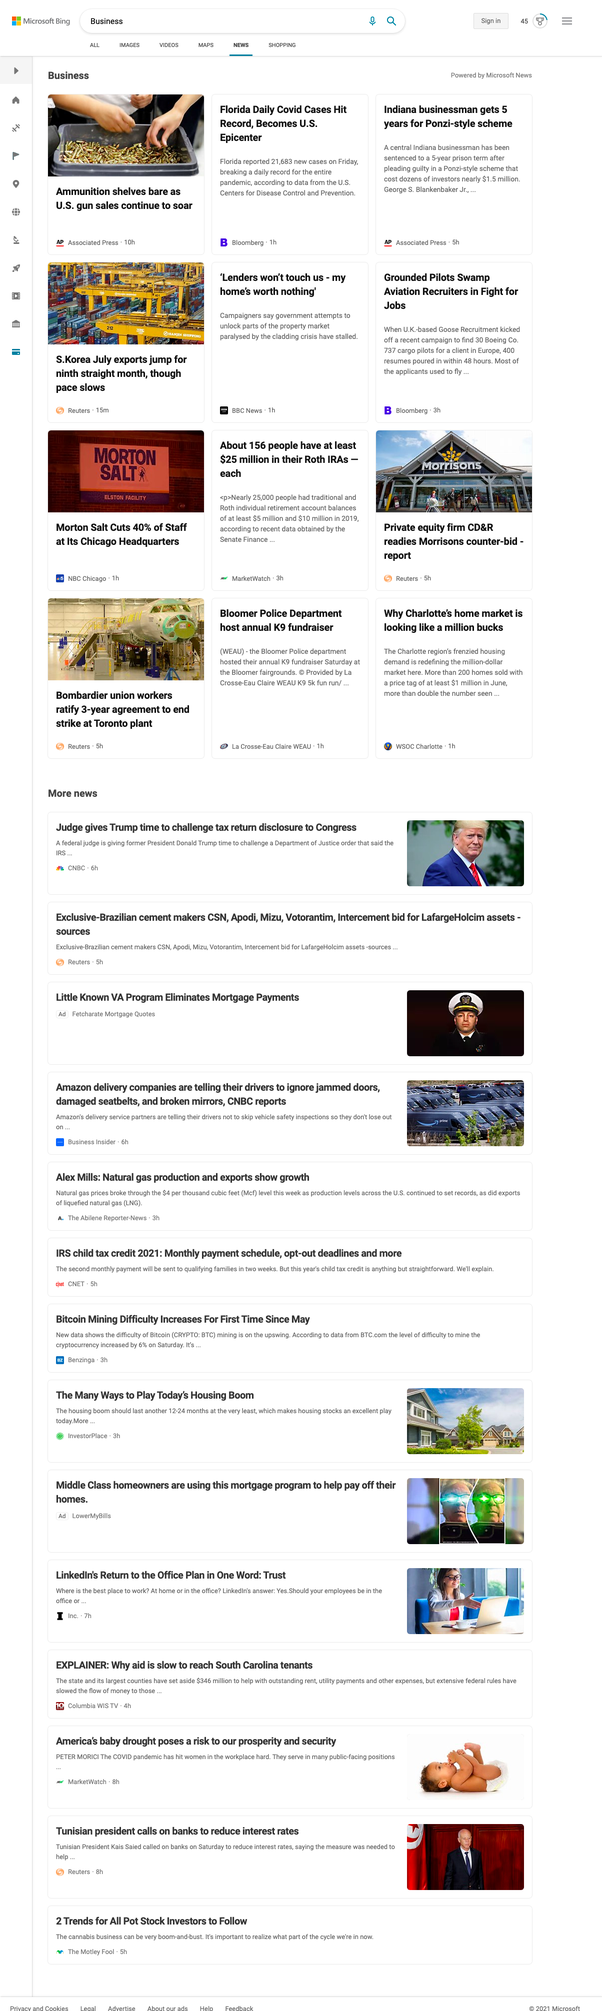 Microsoft Bing
Business
Sign in
45
ALL
IMAGES
VIDEOS
MAPS
NEWS
SHOPPING
Business
Powered by Microsoft News
Ammunition shelves bare as
U.S. gun sales continue to soar
AP Associated Press · 10h
Florida Daily Covid Cases Hit
Record, Becomes U.S.
Epicenter
Florida reported 21,683 new cases on Friday,
breaking a daily record for the entire
pandemic, according to data from the U.S.
Centers for Disease Control and Prevention.
B Bloomberg · 1h
Indiana businessman gets 5
years for Ponzi-style scheme
A central Indiana businessman has been
sentenced to a 5-year prison term after
pleading guilty in a Ponzi-style scheme that
cost dozens of investors nearly $1.5 million.
George S. Blankenbaker Jr., ...
AP Associated Press · 5h
S.Korea July exports jump for
ninth straight month, though
pace slows
Reuters · 15m
‘Lenders won’t touch us - my
home’s worth nothing’
Campaigners say government attempts to
unlock parts of the property market
paralysed by the cladding crisis have stalled.
BBC News · 1h
Grounded Pilots Swamp
Aviation Recruiters in Fight for
Jobs
When U.K.-based Goose Recruitment kicked
off a recent campaign to find 30 Boeing Co.
737 cargo pilots for a client in Europe, 400
resumes poured in within 48 hours. Most of
the applicants used to fly ...
B Bloomberg · 3h
MORTON
SALT
ELSTON FACILITY
Morton Salt Cuts 40% of Staff
at Its Chicago Headquarters
NBC Chicago · 1h
About 156 people have at least
$25 million in their Roth IRAs —
each
<p>Nearly 25,000 people had traditional and
Roth individual retirement account balances
of at least $5 million and $10 million in 2019,
according to recent data obtained by the
Senate Finance ...
MarketWatch · 3h
Morrisons
Private equity firm CD&R
readies Morrisons counter-bid -
report
Reuters · 5h
Bombardier union workers
ratify 3-year agreement to end
strike at Toronto plant
Reuters · 5h
Bloomer Police Department
host annual K9 fundraiser
(WEAU) - the Bloomer Police department
hosted their annual K9 fundraiser Saturday at
the Bloomer fairgrounds. © Provided by La
Crosse-Eau Claire WEAU K9 5k fun run/ ...
La Crosse-Eau Claire WEAU · 1h
Why Charlotte’s home market is
looking like a million bucks
The Charlotte region’s frenzied housing
demand is redefining the million-dollar
market here. More than 200 homes sold with
a price tag of at least $1 million in June,
more than double the number seen ...
WSOC Charlotte · 1h
More news
Judge gives Trump time to challenge tax return disclosure to Congress
A federal judge is giving former President Donald Trump time to challenge a Department of Justice order that said the
IRS ...
CNBC · 6h
Exclusive-Brazilian cement makers CSN, Apodi, Mizu, Votorantim, Intercement bid for LafargeHolcim assets -
sources
Exclusive-Brazilian cement makers CSN, Apodi, Mizu, Votorantim, Intercement bid for LafargeHolcim assets -sources ...
Reuters · 5h
Little Known VA Program Eliminates Mortgage Payments
Ad Fetcharate Mortgage Quotes
Amazon delivery companies are telling their drivers to ignore jammed doors,
damaged seatbelts, and broken mirrors, CNBC reports
Amazon's delivery service partners are telling their drivers not to skip vehicle safety inspections so they don't lose out
on ...
Business Insider · 6h
Alex Mills: Natural gas production and exports show growth
Natural gas prices broke through the $4 per thousand cubic feet (Mcf) level this week as production levels across the U.S. continued to set records, as did exports
of liquefied natural gas (LNG).
A. The Abilene Reporter-News · 3h
IRS child tax credit 2021: Monthly payment schedule, opt-out deadlines and more
The second monthly payment will be sent to qualifying families in two weeks. But this year's child tax credit is anything but straightforward. We'll explain.
CNET · 5h
Bitcoin Mining Difficulty Increases For First Time Since May
New data shows the difficulty of Bitcoin (CRYPTO: BTC) mining is on the upswing. According to data from BTC.com the level of difficulty to mine the
cryptocurrency increased by 6% on Saturday. It's ...
BZ Benzinga · 3h
The Many Ways to Play Today’s Housing Boom
The housing boom should last another 12-24 months at the very least, which makes housing stocks an excellent play
today.More ...
InvestorPlace · 3h
Middle Class homeowners are using this mortgage program to help pay off their
homes.
Ad LowerMyBills
LinkedIn's Return to the Office Plan in One Word: Trust
Where is the best place to work? At home or in the office? LinkedIn's answer: Yes.Should your employees be in the
office or ...
Inc. · 7h
EXPLAINER: Why aid is slow to reach South Carolina tenants
The state and its largest counties have set aside $346 million to help with outstanding rent, utility payments and other expenses, but extensive federal rules have
slowed the flow of money to those ...
Columbia WIS TV · 4h
America’s baby drought poses a risk to our prosperity and security
PETER MORICI The COVID pandemic has hit women in the workplace hard. They serve in many public-facing positions
...
MarketWatch · 8h
Tunisian president calls on banks to reduce interest rates
Tunisian President Kais Saied called on banks on Saturday to reduce interest rates, saying the measure was needed to
help ...
Reuters · 8h
2 Trends for All Pot Stock Investors to Follow
The cannabis business can be very boom-and-bust. It's important to realize what part of the cycle we're in now.
The Motley Fool · 5h
Privacy and Cookies
Legal
Advertise
About our ads
Help
Feedback
© 2021 Microsoft